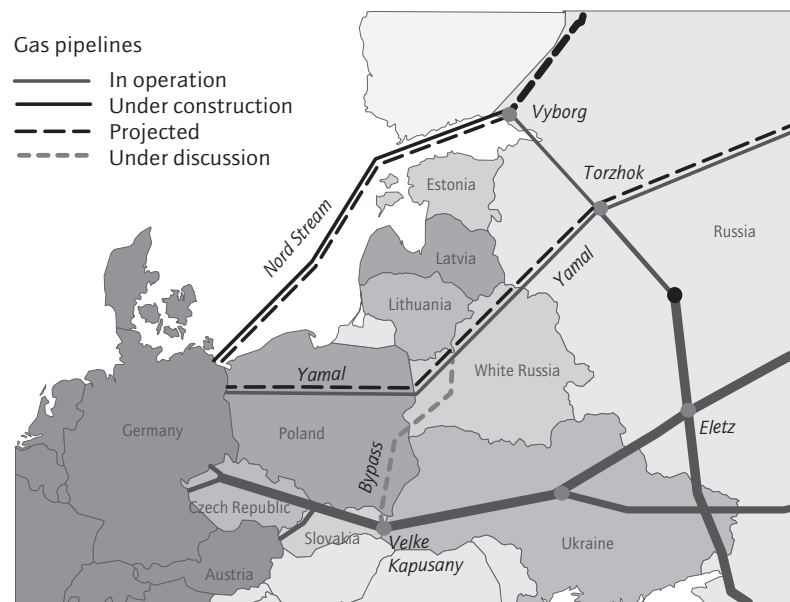 Gas pipelines
In operation
Under construction
Projected
Under discussion
Vyborg
Torzhok
Estonia
Russia
Nord Stream
Latvia
Yamal
Lithuania
Yamal
White Russia
Germany
Poland
Eletz
Bypass
Czech Republic
Slovakia
Velke
Kapusany
Ukraine
Austria